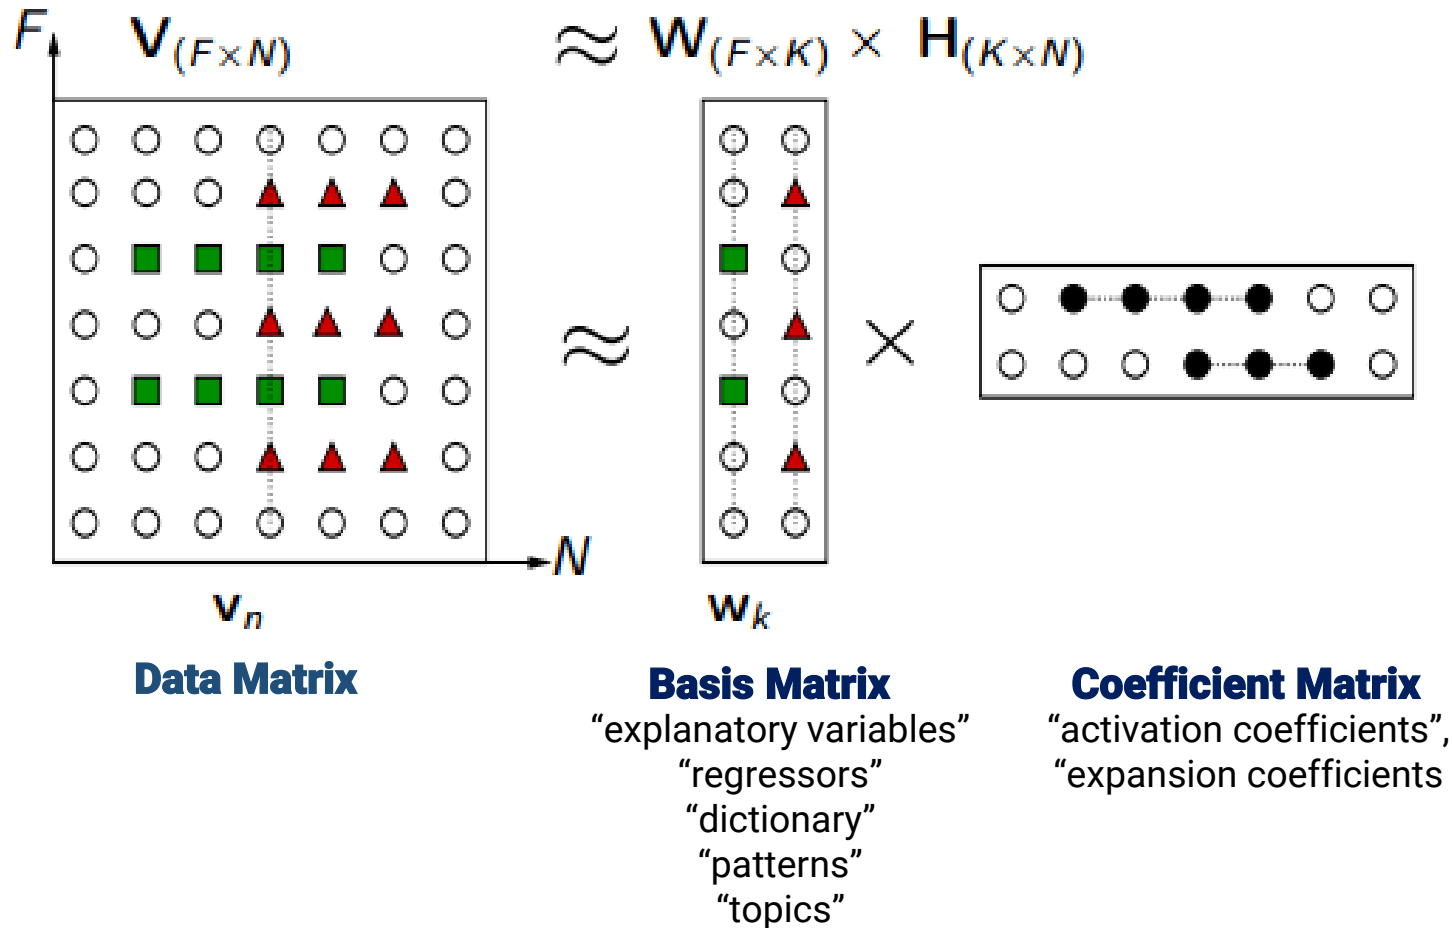 F V(F×N) ≈ W(F×K) × H(K×N)
≈ ×
N
vn wk
Data Matrix
Basis Matrix
“explanatory variables”
“regressors”
“dictionary”
“patterns”
“topics”
Coefficient Matrix
“activation coefficients”,
“expansion coefficients